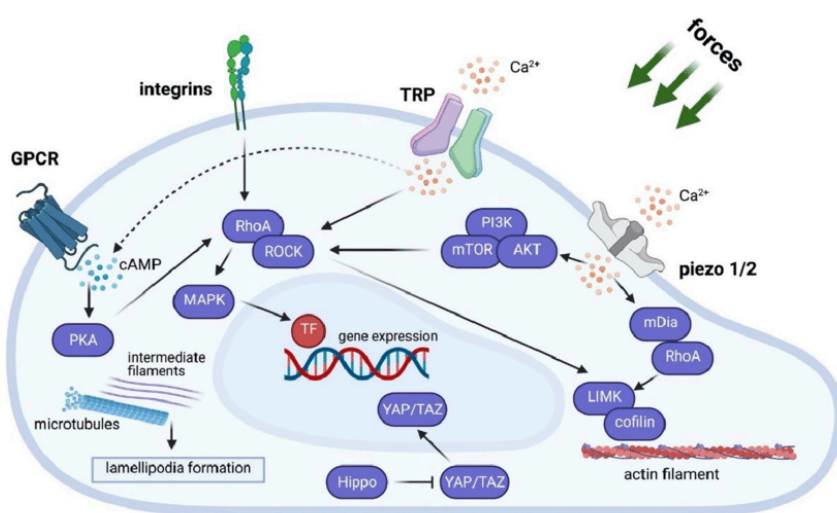 forces
Ca²⁺
integrins
TRP
GPCR
Ca²⁺
RhoA
ROCK
PI3K
mTOR
AKT
cAMP
piezo 1/2
MAPK
PKA
TF
gene expression
mDia
RhoA
intermediate
filaments
microtubules
LIMK
cofilin
YAP/TAZ
lamellipodia formation
actin filament
Hippo
YAP/TAZ